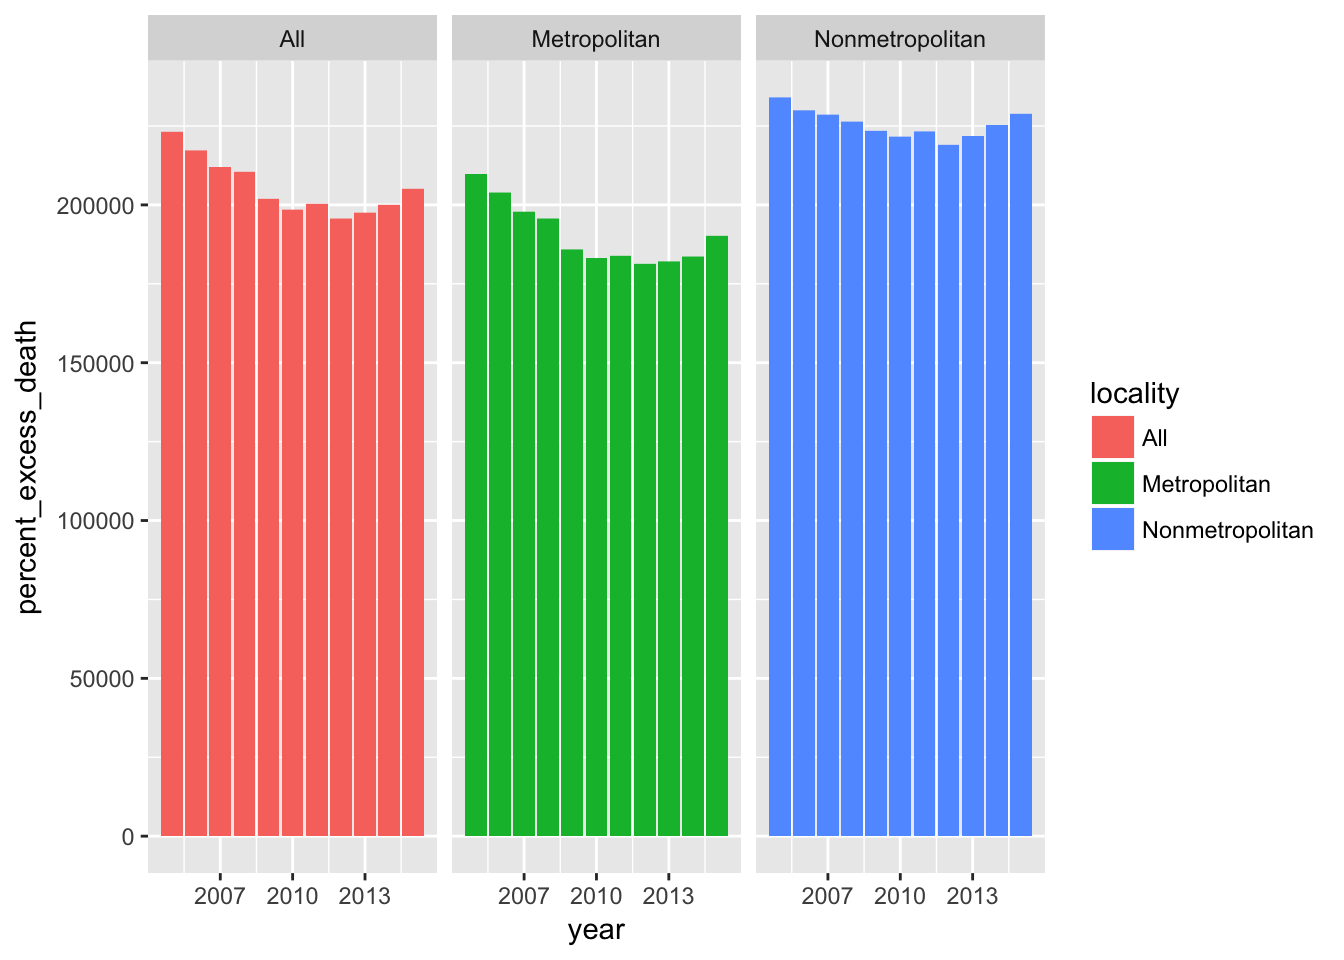 All
Metropolitan
Nonmetropolitan
percent_excess_death
200000
150000
100000
50000
0
2007 2010 2013
2007 2010 2013
2007 2010 2013
year
locality
All
Metropolitan
Nonmetropolitan